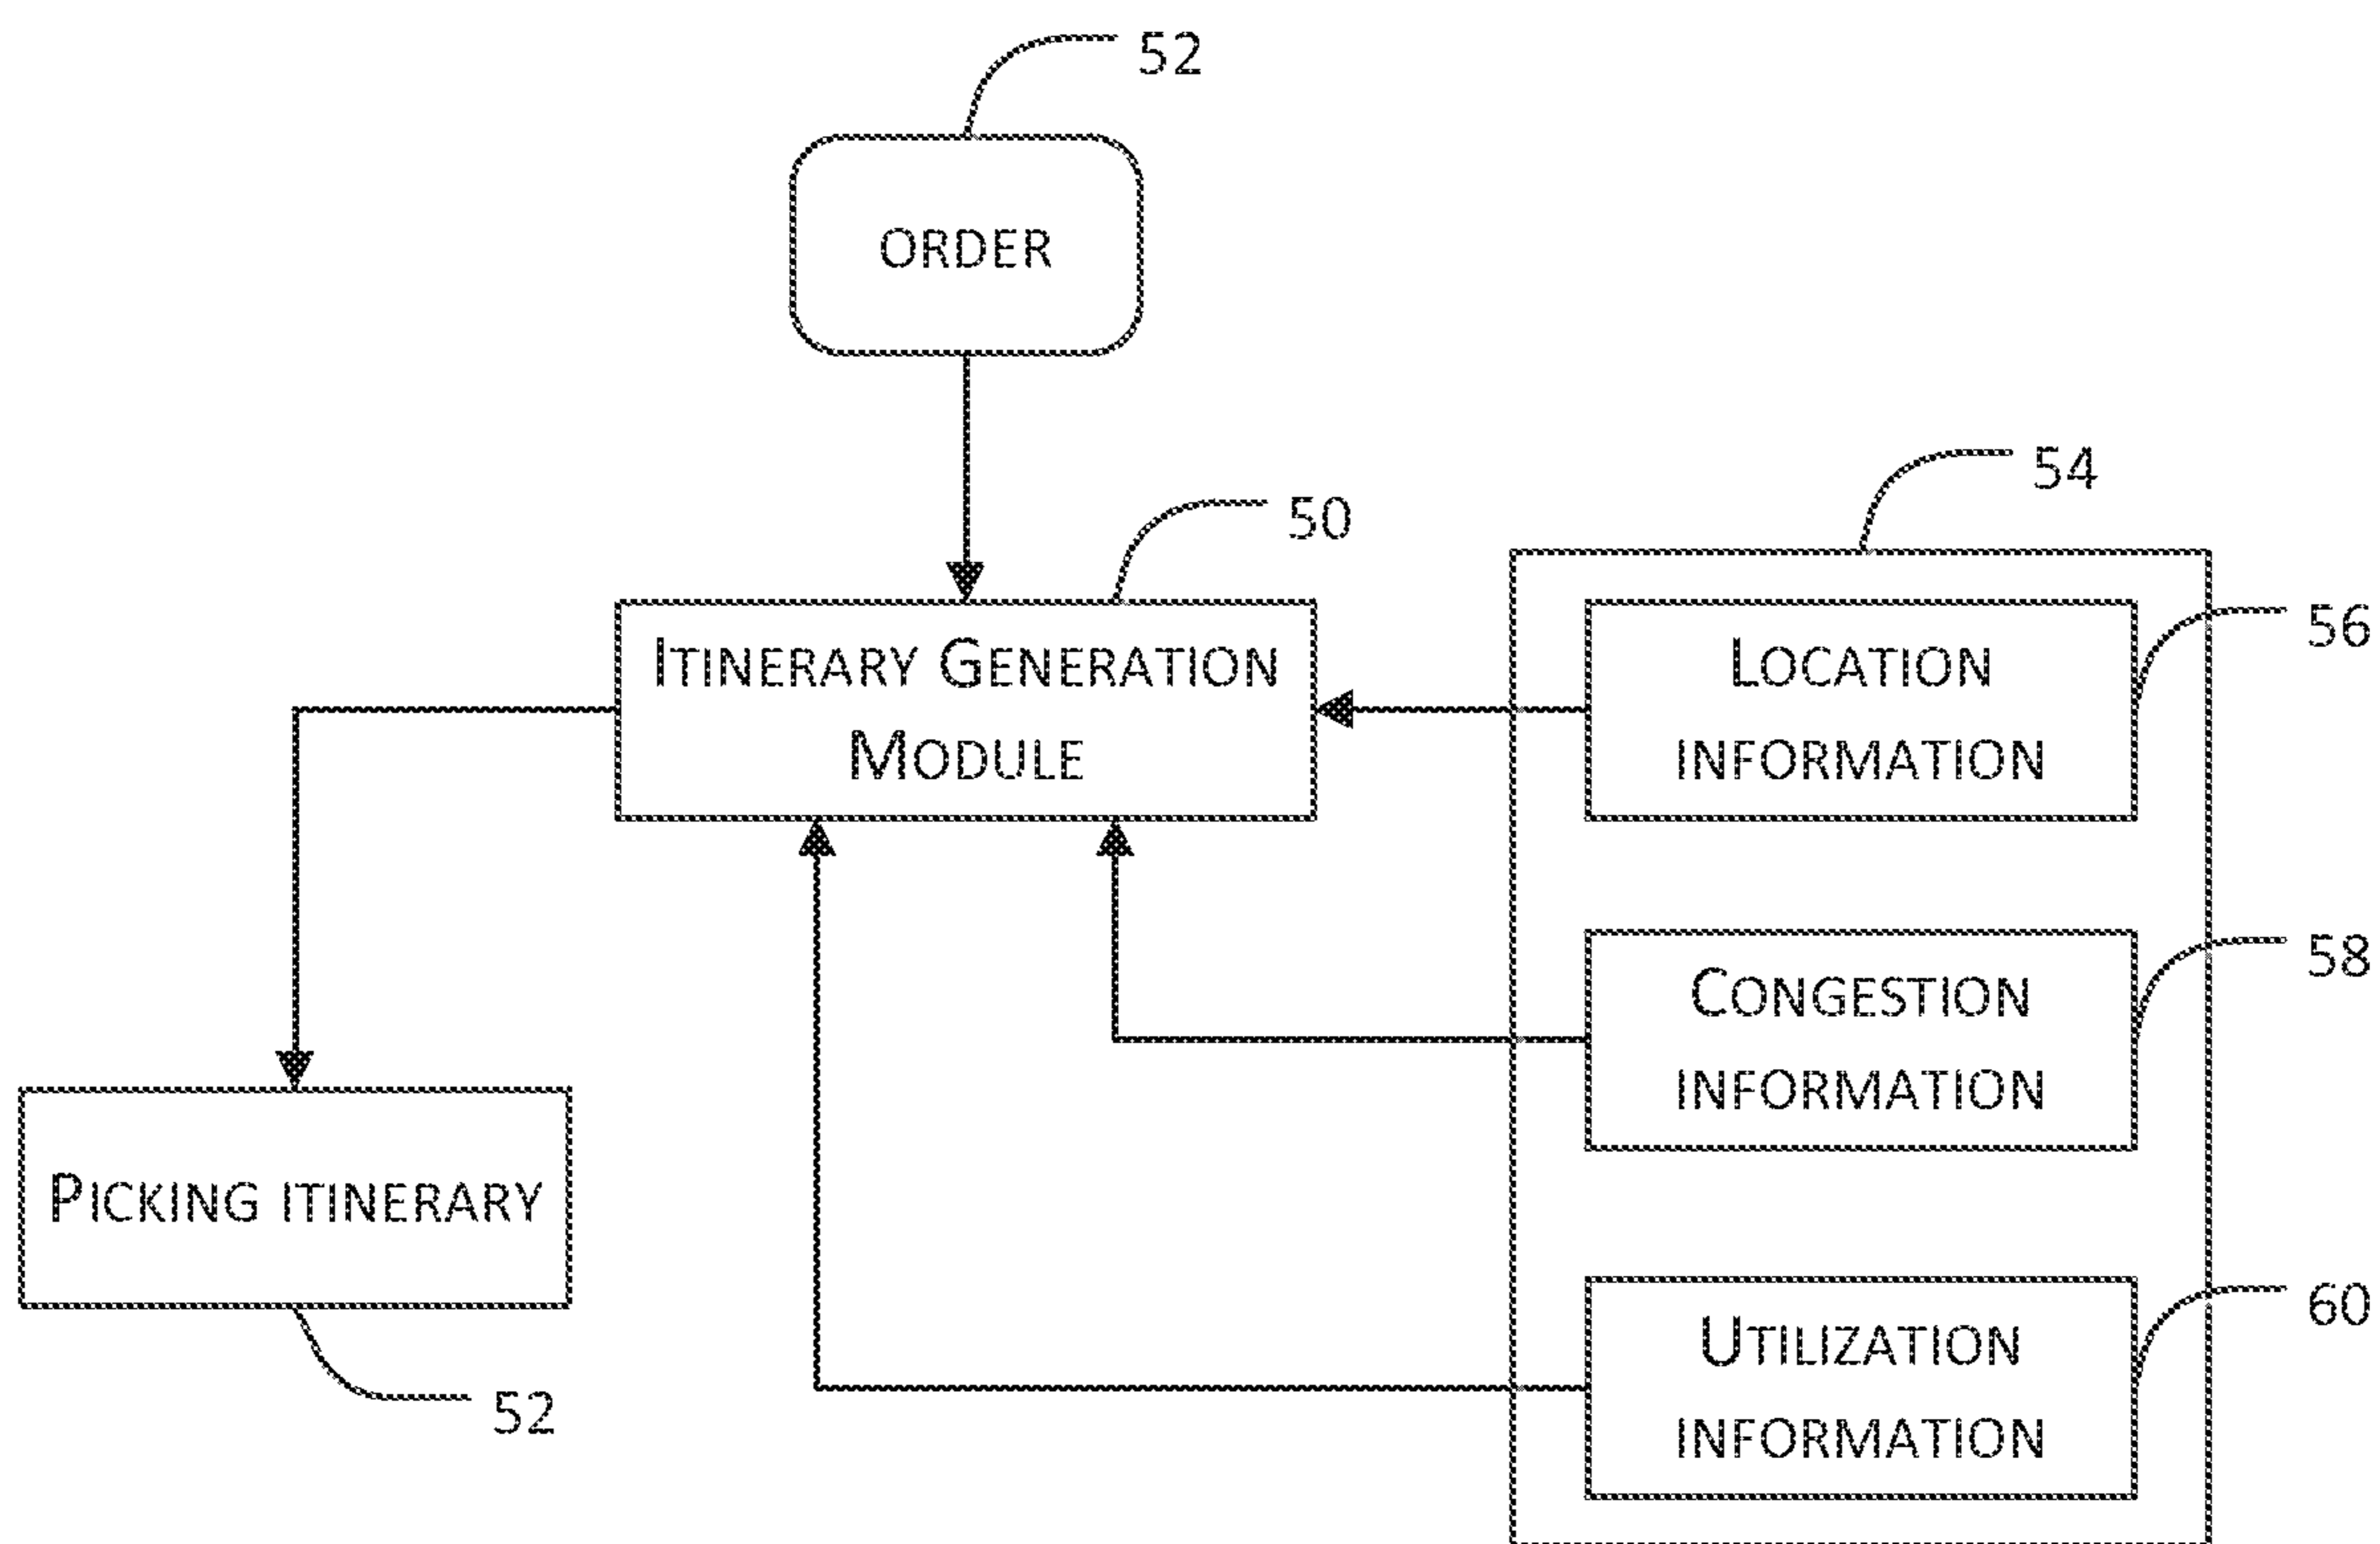 52
ORDER
54
50
56
ITINERARY GENERATION
MODULE
LOCATION
INFORMATION
58
CONGESTION
INFORMATION
PICKING ITINERARY
52
60
UTILIZATION
INFORMATION